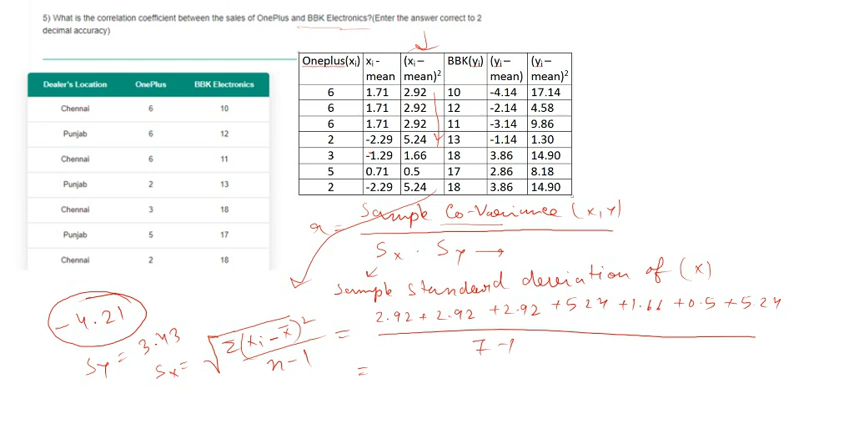 5) What is the correlation coefficient between the sales of OnePlus and BBK Electronics?(Enter the answer correct to 2
decimal accuracy)
Dealer's Location OnePlus BBK Electronics
Chennai 6 10
Punjab 6 12
Chennai 6 11
Punjab 2 13
Chennai 3 18
Punjab 5 17
Chennai 2 18
Oneplus(xᵢ) xᵢ - mean (xᵢ – mean)² BBK(yᵢ) (yᵢ – mean) (yᵢ – mean)²
6 1.71 2.92 10 -4.14 17.14
6 1.71 2.92 12 -2.14 4.58
6 1.71 2.92 11 -3.14 9.86
2 -2.29 5.24 13 -1.14 1.30
3 -1.29 1.66 18 3.86 14.90
5 0.71 0.5 17 2.86 8.18
2 -2.29 5.24 18 3.86 14.90
r = Sample Co-Variance (x, y)
Sx . Sy →
Sample standard deviation of (x)
-4.21
Sy = 3.43
Sx = √Σ(xi - x̄)² / n-1 = 2.92 + 2.92 + 2.92 + 5.24 + 1.66 + 0.5 + 5.24
7-1
=